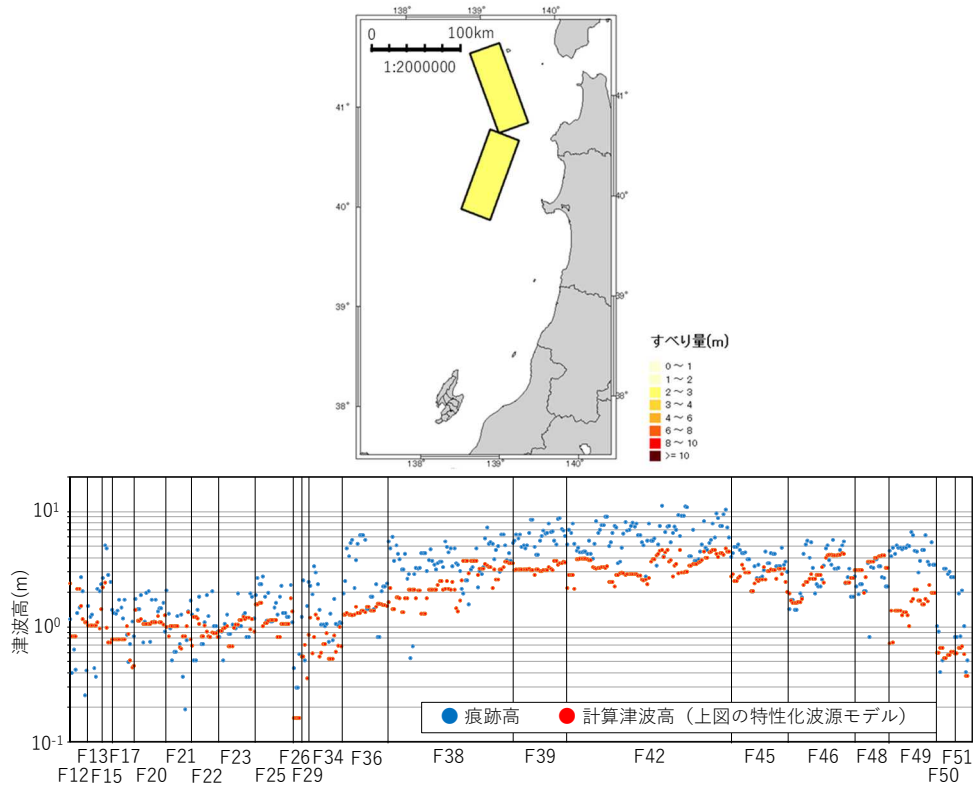 138° 139° 140°
0 100km
1:2000000
41° 41°
40° 40°
39° 39°
38° 38°
138° 139° 140°
すべり量(m)
0 ～ 1
1 ～ 2
2 ～ 3
3 ～ 4
4 ～ 6
6 ～ 8
8 ～ 10
>= 10
津波高(m)
10¹
10⁰
10⁻¹
痕跡高 計算津波高（上図の特性化波源モデル）
F13 F17 F21 F23 F26 F34 F36 F38 F39 F42 F45 F46 F48 F49 F51
F12 F15 F20 F22 F25 F29 F50